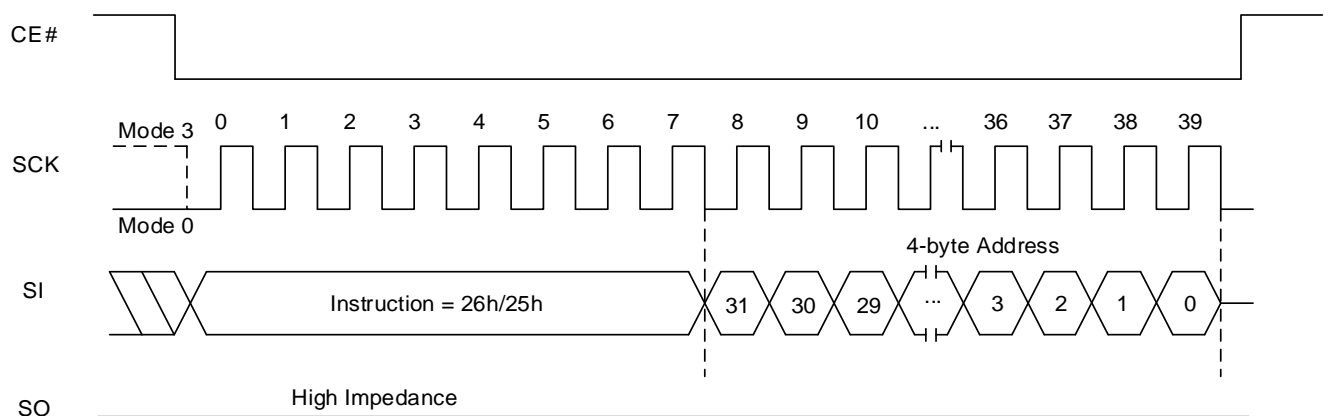 CE#
0 1 2 3 4 5 6 7 8 9 10 ... 36 37 38 39
Mode 3
SCK
Mode 0
4-byte Address
SI
Instruction = 26h/25h
31 30 29 ... 3 2 1 0
High Impedance
SO